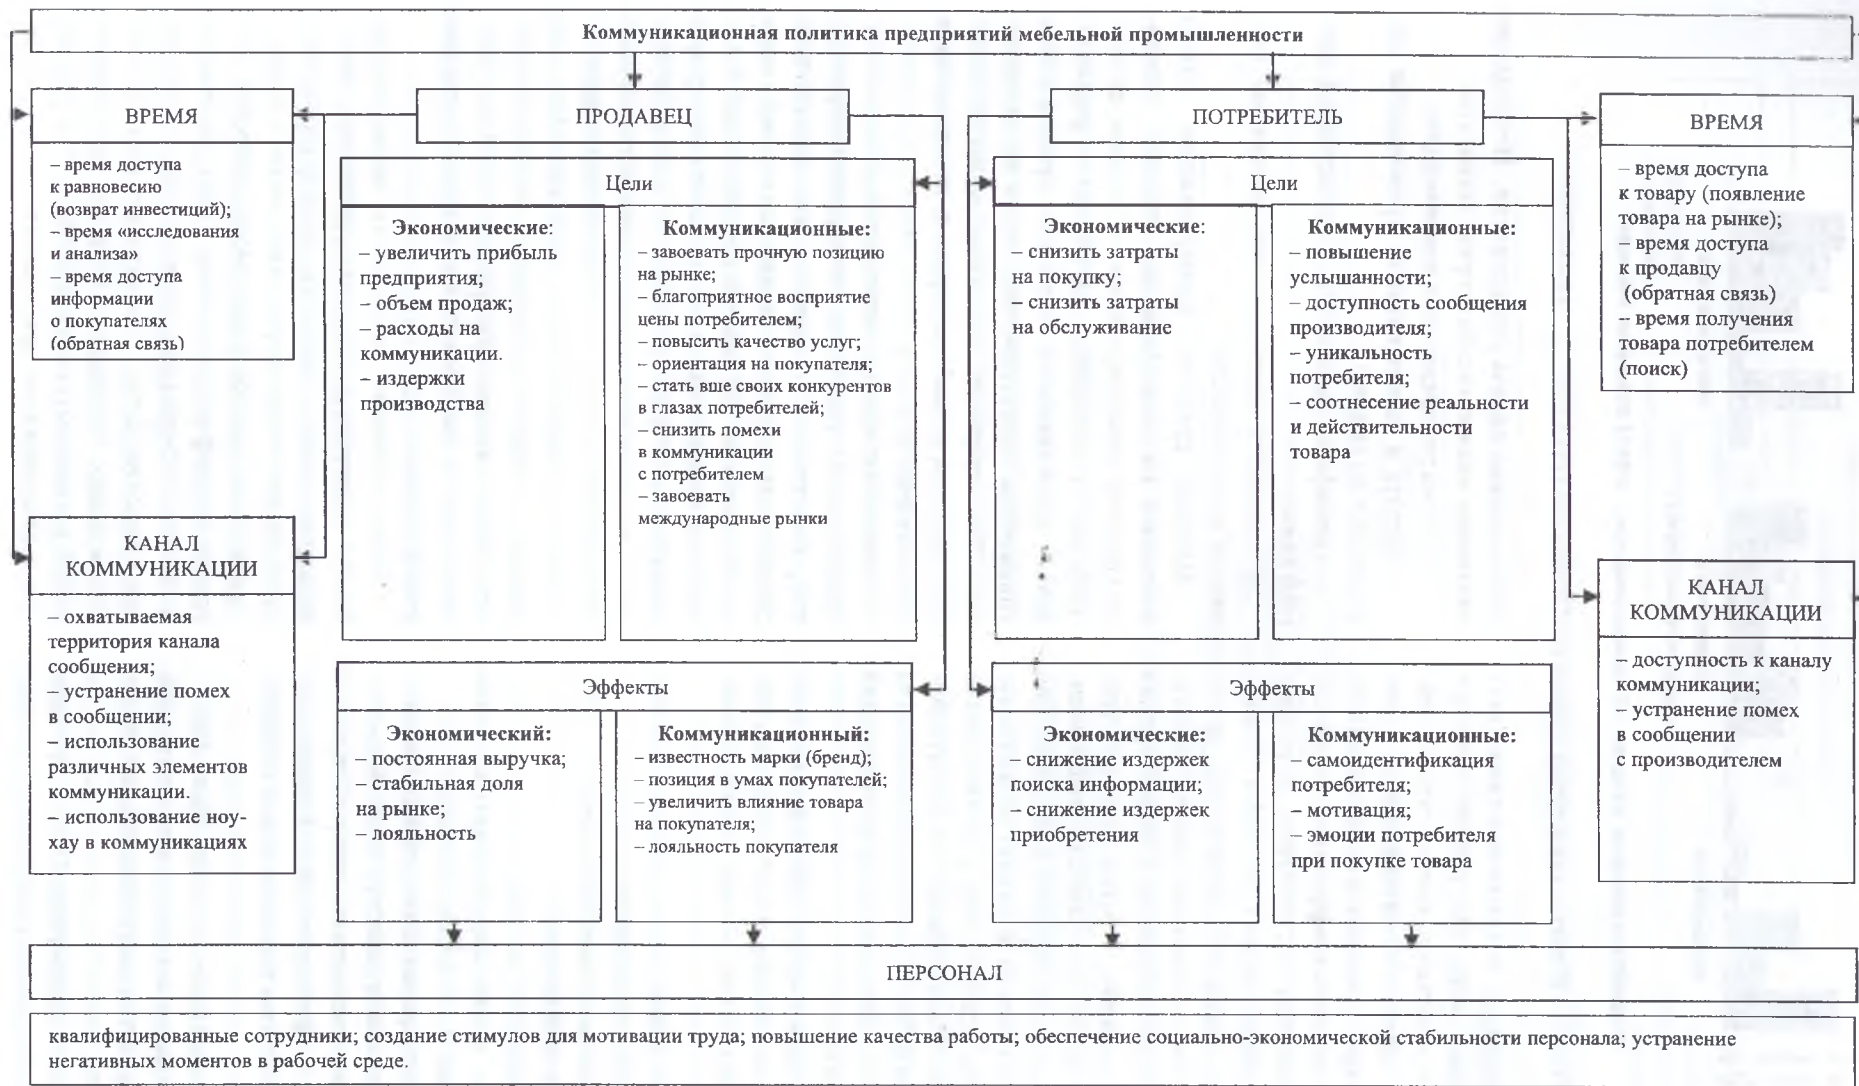 Коммуникационная политика предприятий мебельной промышленности
ВРЕМЯ
– время доступа
к равновесию
(возврат инвестиций);
– время «исследования
и анализа»
– время доступа
информации
о покупателях
(обратная связь)
КАНАЛ
КОММУНИКАЦИИ
– охватываемая
территория канала
сообщения;
– устранение помех
в сообщении;
– использование
различных элементов
коммуникации.
– использование ноу-
хау в коммуникациях
ПРОДАВЕЦ
Цели
Экономические:
– увеличить прибыль
предприятия;
– объем продаж;
– расходы на
коммуникации.
– издержки
производства
Коммуникационные:
– завоевать прочную позицию
на рынке;
– благоприятное восприятие
цены потребителем;
– повысить качество услуг;
– ориентация на покупателя;
– стать вше своих конкурентов
в глазах потребителей;
– снизить помехи
в коммуникации
с потребителем
– завоевать
международные рынки
Эффекты
Экономический:
– постоянная выручка;
– стабильная доля
на рынке;
– лояльность
Коммуникационный:
– известность марки (бренд);
– позиция в умах покупателей;
– увеличить влияние товара
на покупателя;
– лояльность покупателя
ПОТРЕБИТЕЛЬ
Цели
Экономические:
– снизить затраты
на покупку;
– снизить затраты
на обслуживание
Коммуникационные:
– повышение
услышанности;
– доступность сообщения
производителя;
– уникальность
потребителя;
– соотнесение реальности
и действительности
товара
Эффекты
Экономические:
– снижение издержек
поиска информации;
– снижение издержек
приобретения
Коммуникационные:
– самоидентификация
потребителя;
– мотивация;
– эмоции потребителя
при покупке товара
ВРЕМЯ
– время доступа
к товару (появление
товара на рынке);
– время доступа
к продавцу
(обратная связь)
– время получения
товара потребителем
(поиск)
КАНАЛ
КОММУНИКАЦИИ
– доступность к каналу
коммуникации;
– устранение помех
в сообщении
с производителем
ПЕРСОНАЛ
квалифицированные сотрудники; создание стимулов для мотивации труда; повышение качества работы; обеспечение социально-экономической стабильности персонала; устранение
негативных моментов в рабочей среде.